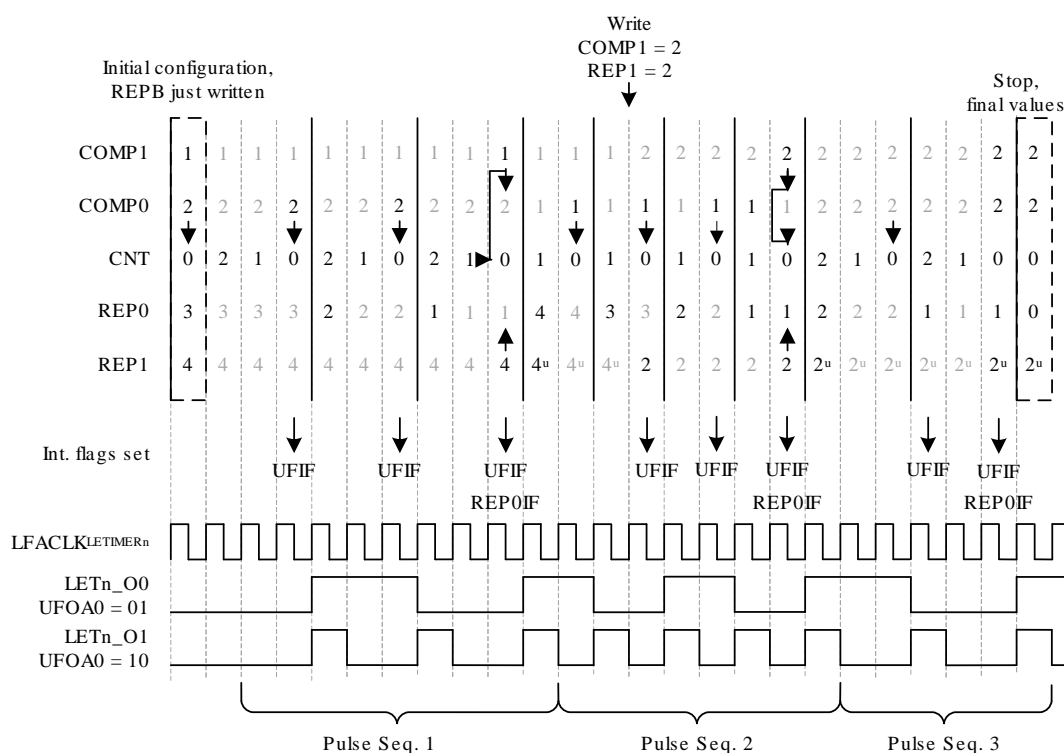 Write
COMP1 = 2
REP1 = 2
Initial configuration,
REPB just written
Stop,
final values
COMP1 1 1 1 1 1 1 1 1 1 1 1 1 1 2 2 2 2 2 2 2 2 2 2 2 2
COMP0 2 2 2 2 2 2 2 2 2 2 1 1 1 1 1 1 1 1 2 2 2 2 2 2 2
CNT 0 2 1 0 2 1 0 2 1 0 1 0 1 0 1 0 1 0 2 1 0 2 1 0 0
REP0 3 3 3 3 2 2 2 1 1 1 4 4 3 3 2 2 1 1 2 2 2 1 1 1 0
REP1 4 4 4 4 4 4 4 4 4 4 4u 4u 4u 2 2 2 2 2 2u 2u 2u 2u 2u 2u 2u
Int. flags set
UFIF UFIF UFIF UFIF UFIF UFIF UFIF UFIF
REP0IF REP0IF REP0IF
LFACLKLETIMERn
LETn_O0
UFOA0 = 01
LETn_O1
UFOA0 = 10
Pulse Seq. 1 Pulse Seq. 2 Pulse Seq. 3